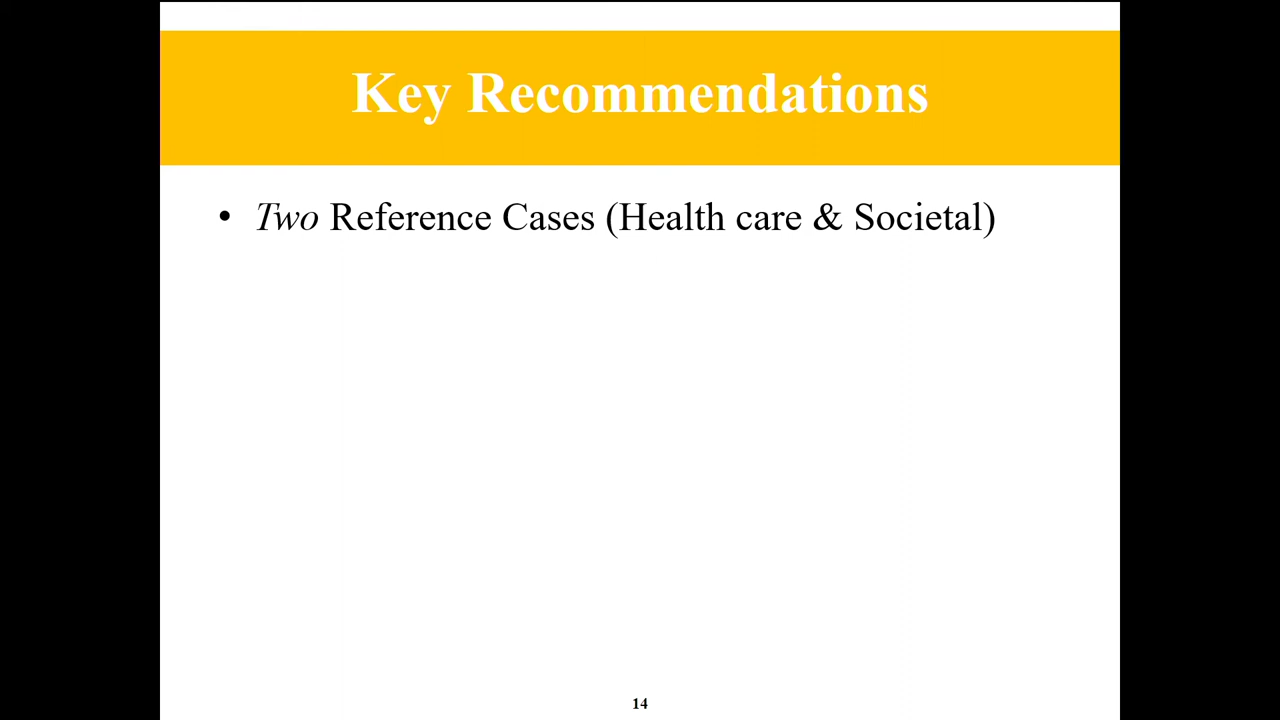 Key Recommendations
• Two Reference Cases (Health care & Societal)
14